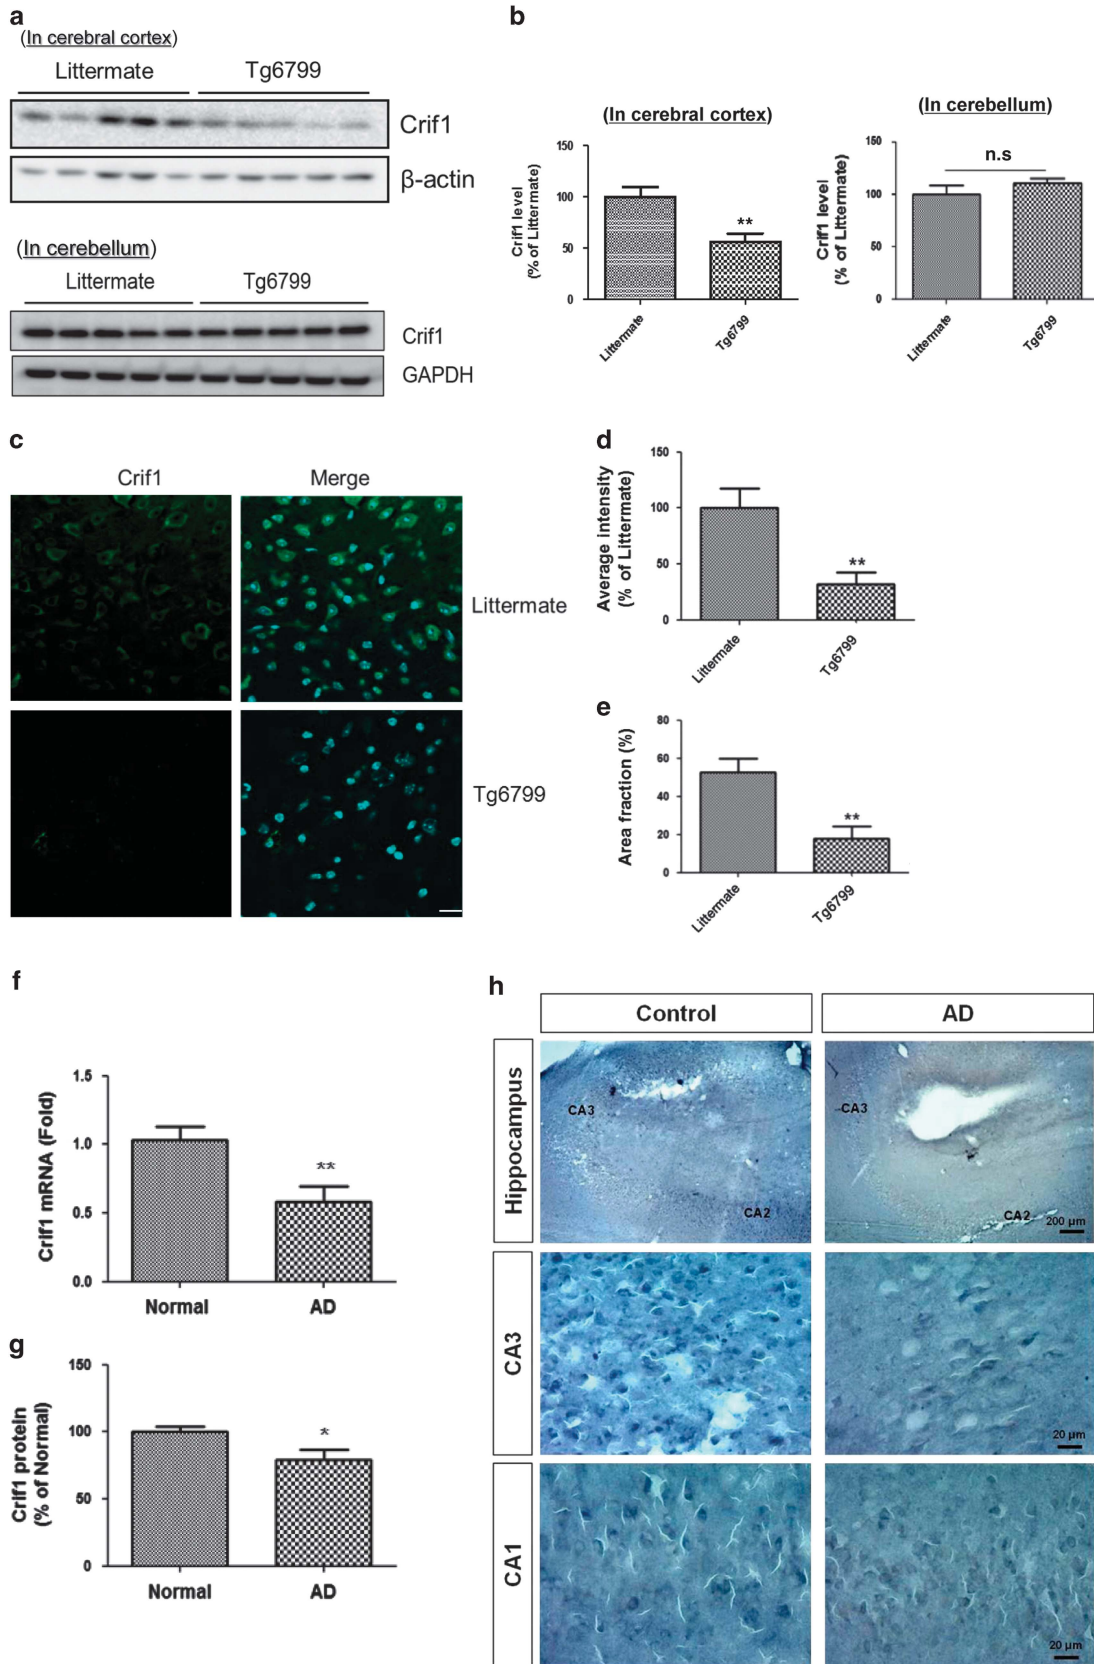 a
(In cerebral cortex)
Littermate Tg6799
Crif1
β-actin
(In cerebellum)
Littermate Tg6799
Crif1
GAPDH
b
(In cerebral cortex)
Crif1 level
(% of Littermate)
150
100
50
0
**
Littermate Tg6799
(In cerebellum)
Crif1 level
(% of Littermate)
150
100
50
0
n.s
Littermate Tg6799
c
Crif1 Merge
Littermate
Tg6799
d
Average intensity
(% of Littermate)
150
100
50
0
**
Littermate Tg6799
e
Area fraction (%)
80
60
40
20
0
**
Littermate Tg6799
f
Crif1 mRNA (Fold)
1.5
1.0
0.5
0.0
**
Normal AD
g
Crif1 protein
(% of Normal)
150
100
50
0
*
Normal AD
h
Control AD
Hippocampus
CA3
CA2
CA3
CA2
200 μm
CA3
20 μm
CA1
20 μm